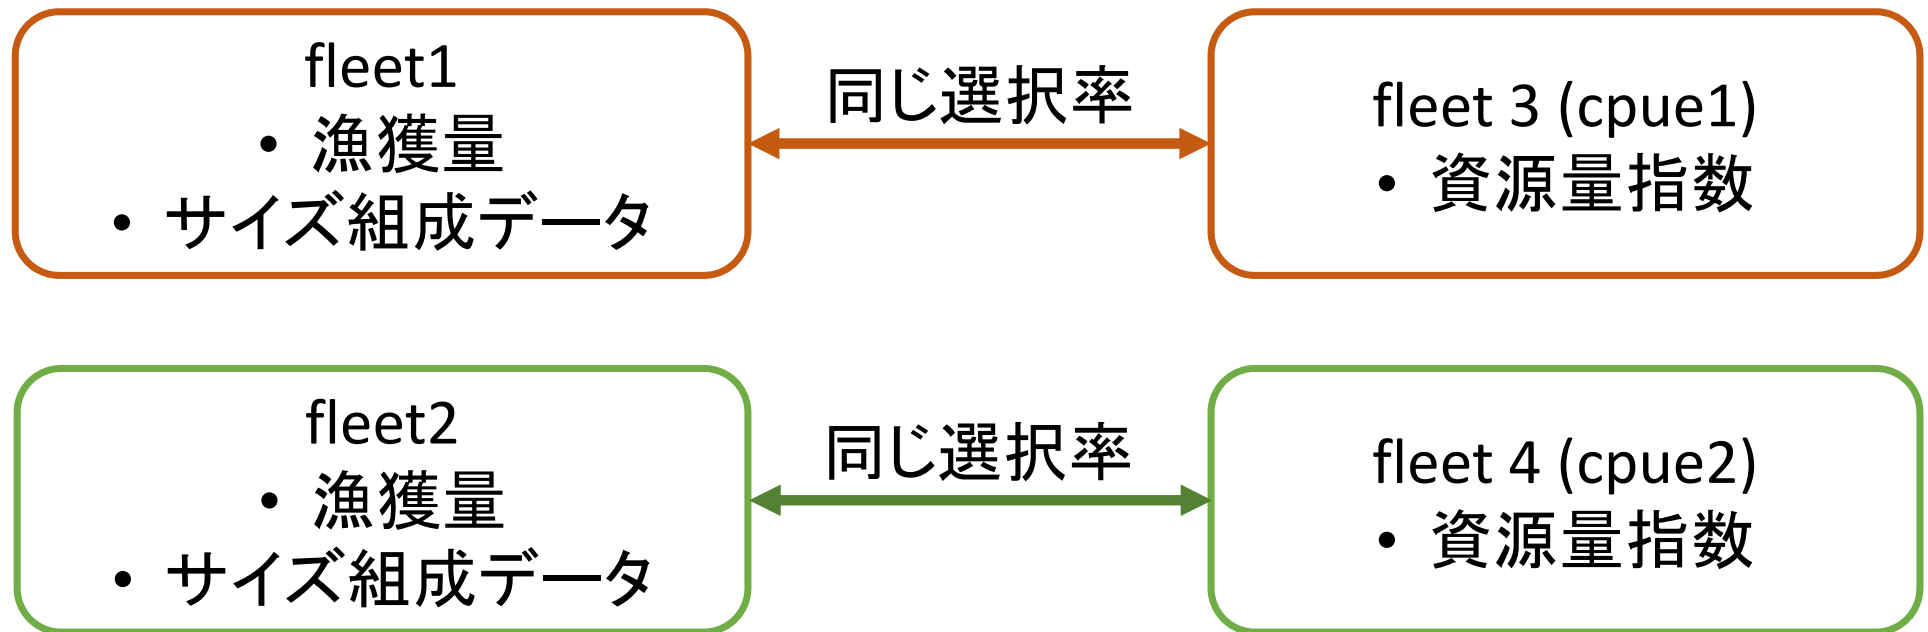 fleet1
• 漁獲量
• サイズ組成データ
同じ選択率
fleet 3 (cpue1)
• 資源量指数
fleet2
• 漁獲量
• サイズ組成データ
同じ選択率
fleet 4 (cpue2)
• 資源量指数